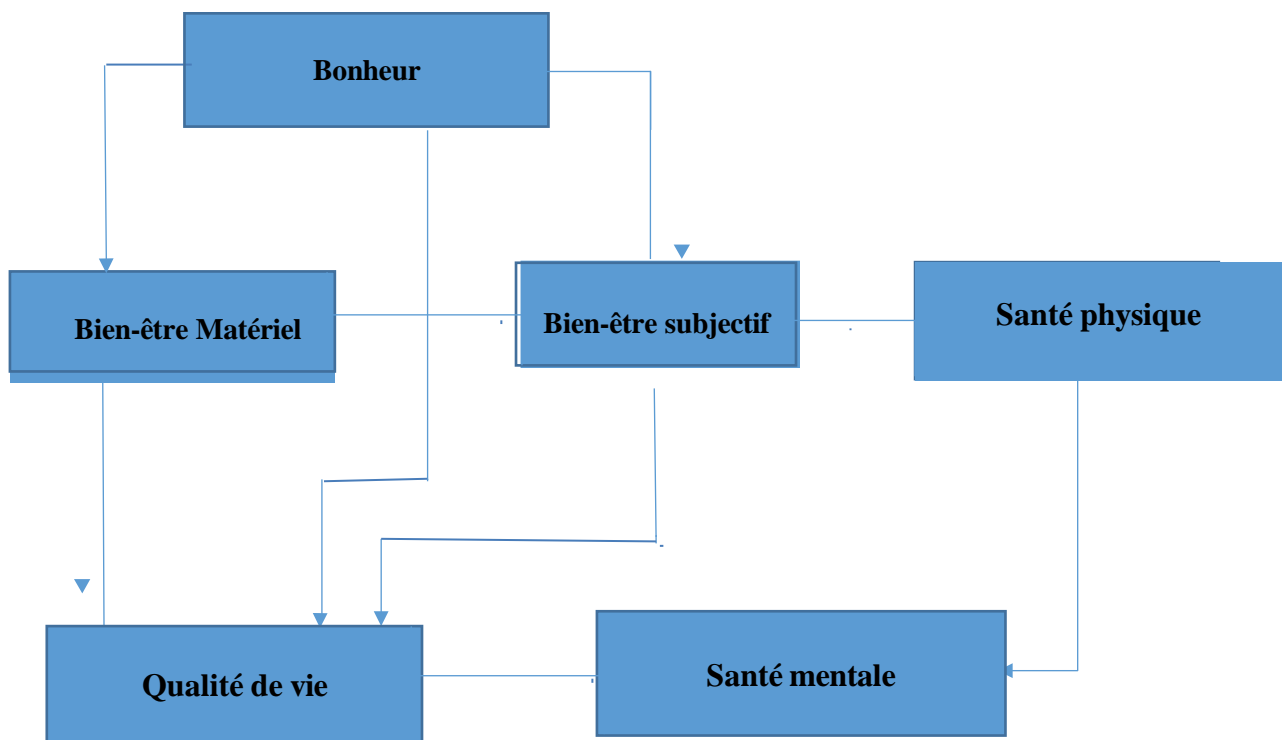 Bonheur
Bien-être Matériel
Bien-être subjectif
Santé physique
Qualité de vie
Santé mentale